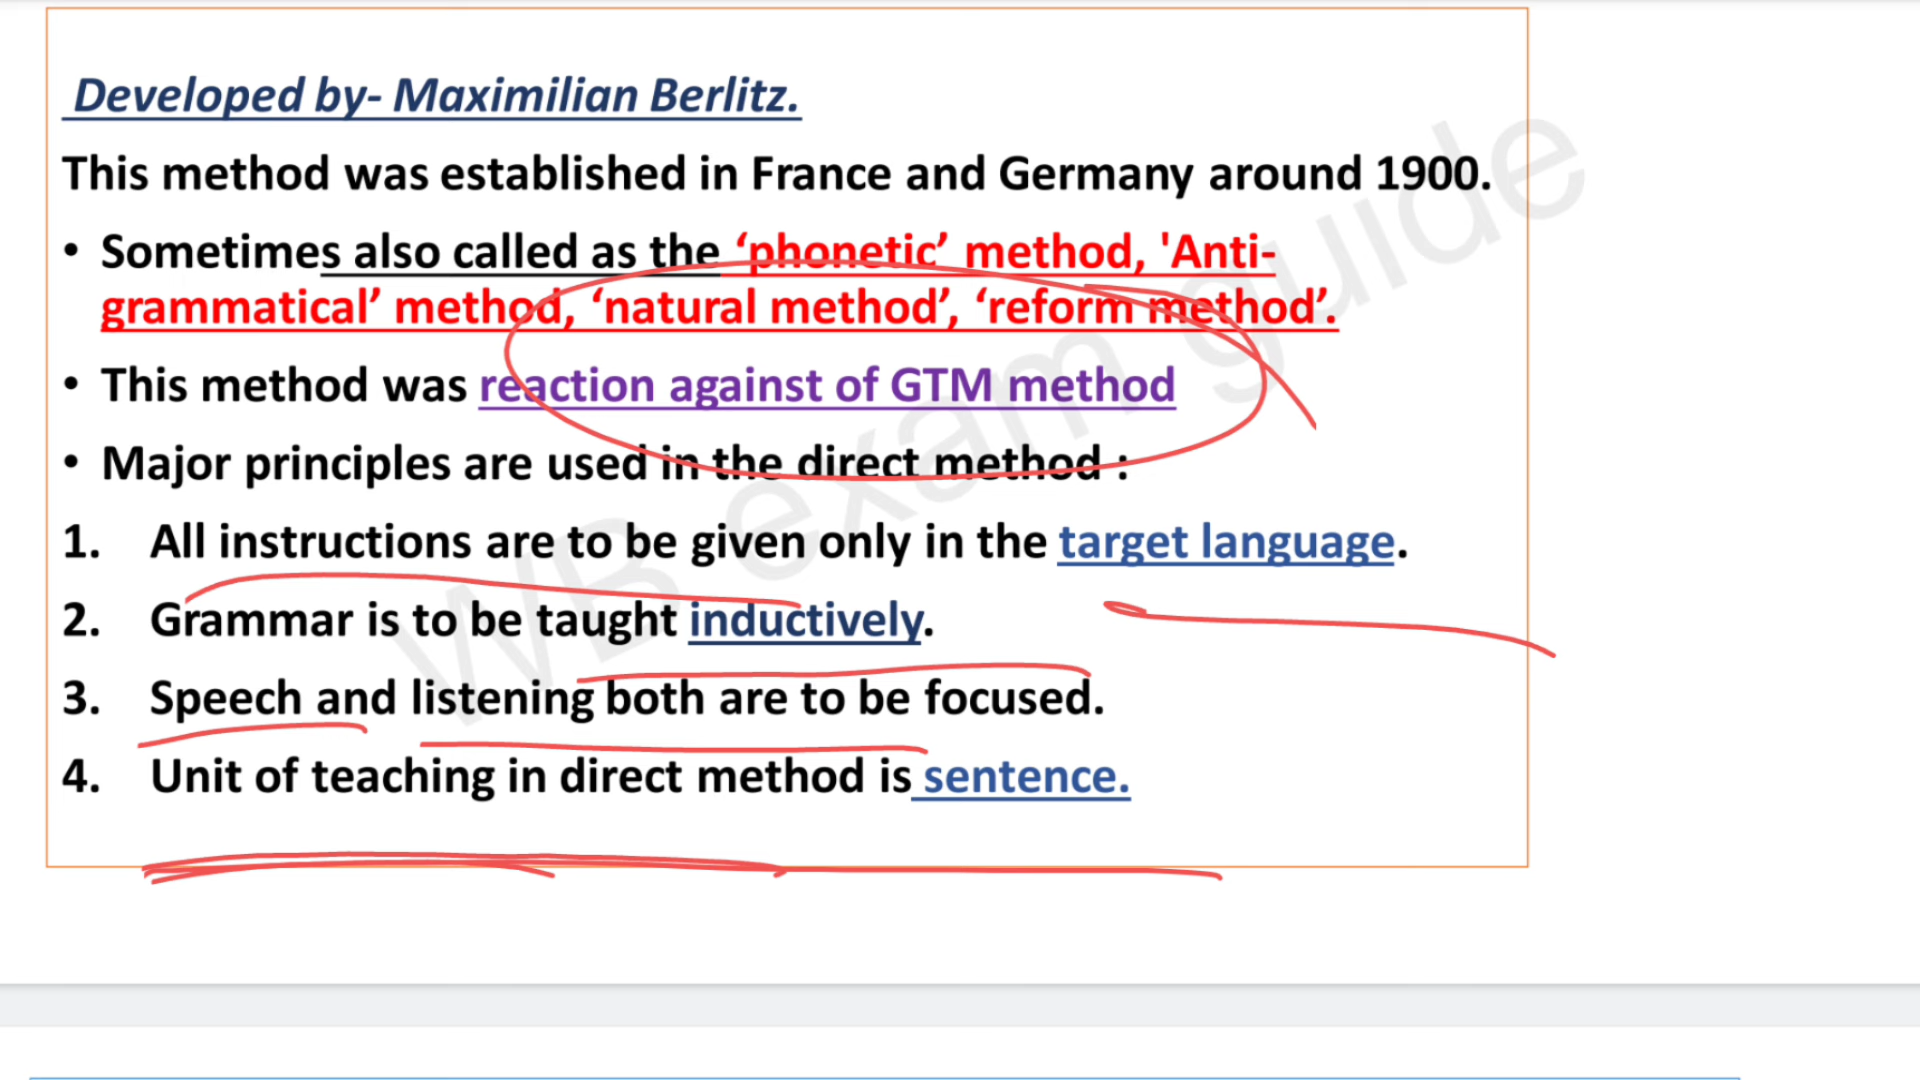 Developed by- Maximilian Berlitz.
This method was established in France and Germany around 1900.
• Sometimes also called as the ‘phonetic’ method, 'Anti-
grammatical’ method, ‘natural method’, ‘reform method’.
• This method was reaction against of GTM method
• Major principles are used in the direct method :
1. All instructions are to be given only in the target language.
2. Grammar is to be taught inductively.
3. Speech and listening both are to be focused.
4. Unit of teaching in direct method is sentence.
WB exam guide